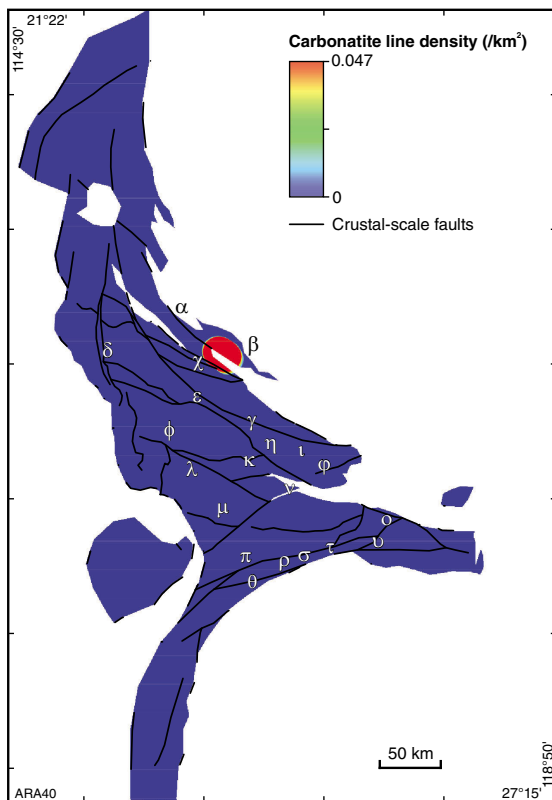 21°22'
114°30'
Carbonatite line density (/km²)
0.047
0
Crustal-scale faults
α
β
δ
χ
ε
γ
ϕ
η
ι
κ
φ
λ
ν
μ
ο
υ
τ
σ
ρ
π
θ
50 km
118°50'
ARA40
27°15'